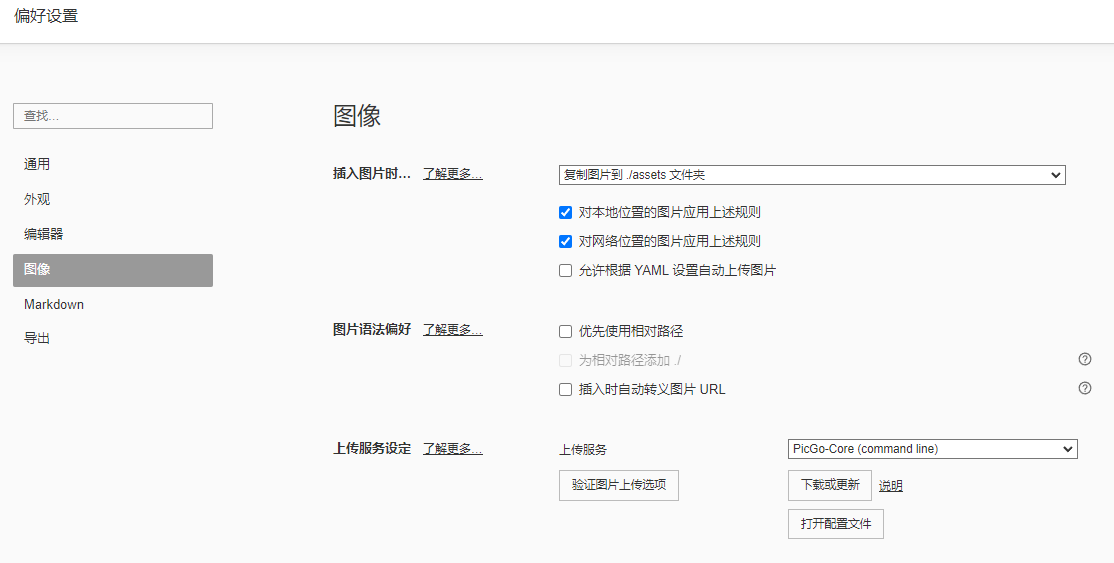 偏好设置
查找...
通用
外观
编辑器
图像
Markdown
导出
图像
插入图片时... 了解更多... 复制图片到 ./assets 文件夹
对本地位置的图片应用上述规则
对网络位置的图片应用上述规则
允许根据 YAML 设置自动上传图片
图片语法偏好 了解更多... 优先使用相对路径
为相对路径添加 ./ ?
插入时自动转义图片 URL ?
上传服务设定 了解更多... 上传服务 PicGo-Core (command line)
验证图片上传选项 下载或更新 说明
打开配置文件